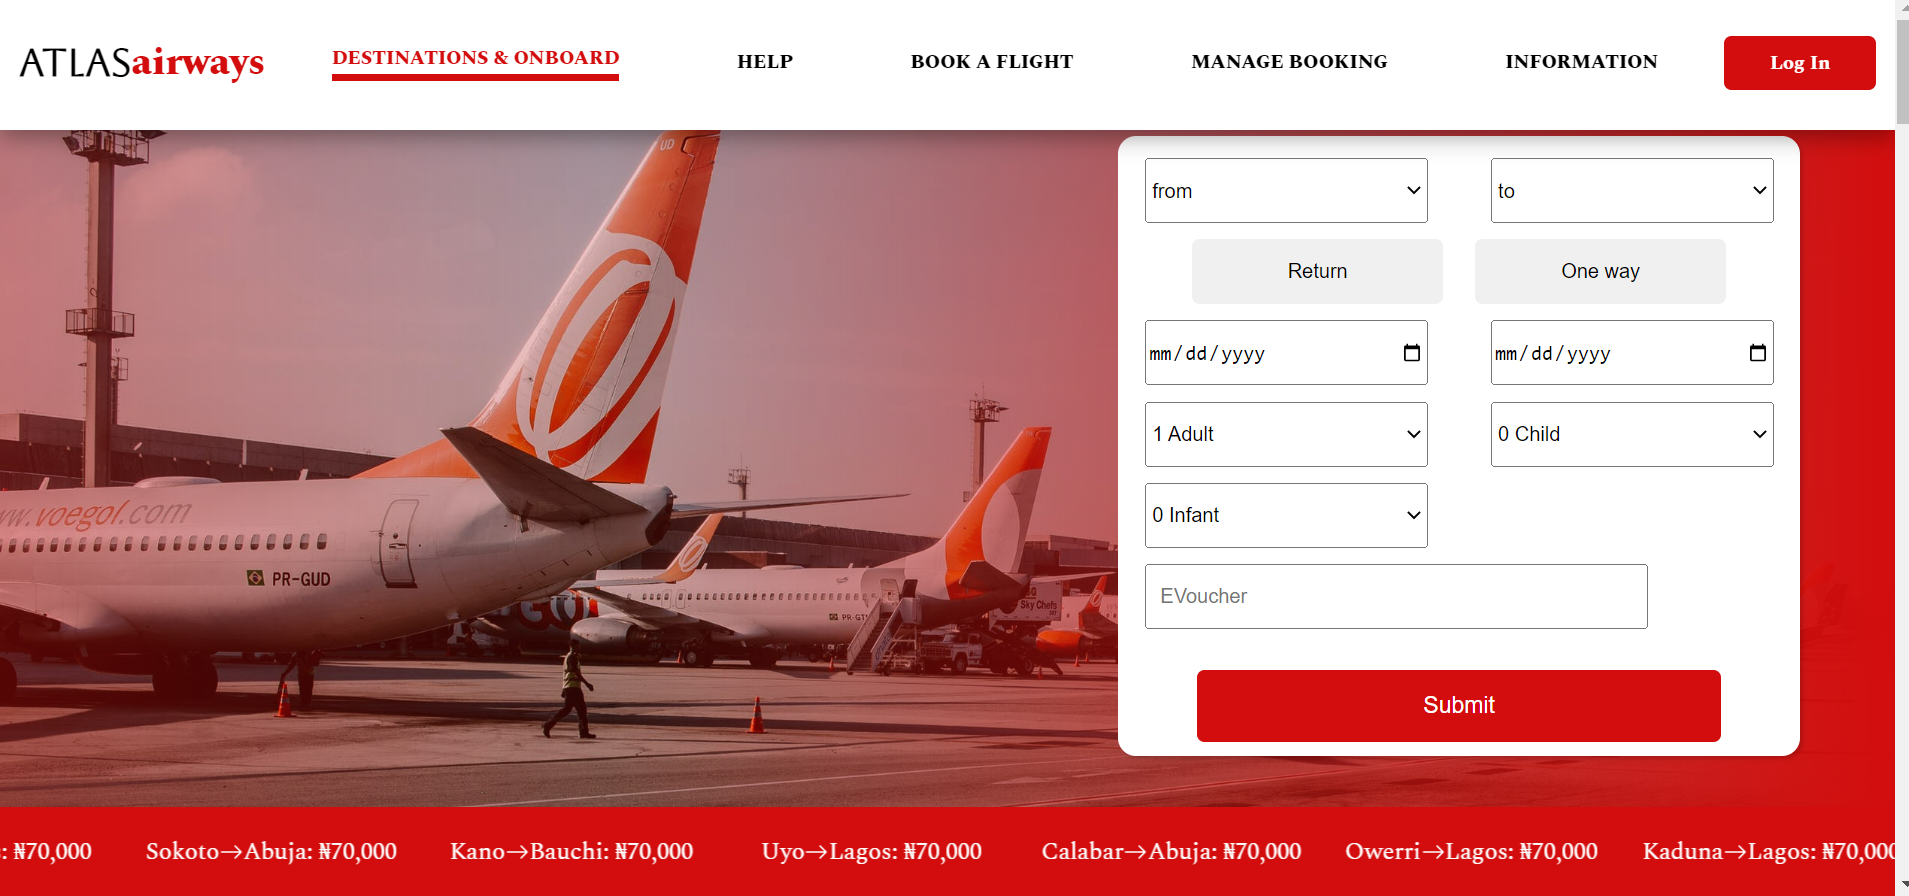 ATLASairways
DESTINATIONS & ONBOARD
HELP
BOOK A FLIGHT
MANAGE BOOKING
INFORMATION
Log In
from
to
Return
One way
mm/dd/yyyy
mm/dd/yyyy
1 Adult
0 Child
0 Infant
EVoucher
Submit
UD
.voegol.com
PR-GUD
Sky Chefs
: ₦70,000
Sokoto→Abuja: ₦70,000
Kano→Bauchi: ₦70,000
Uyo→Lagos: ₦70,000
Calabar→Abuja: ₦70,000
Owerri→Lagos: ₦70,000
Kaduna→Lagos: ₦70,000